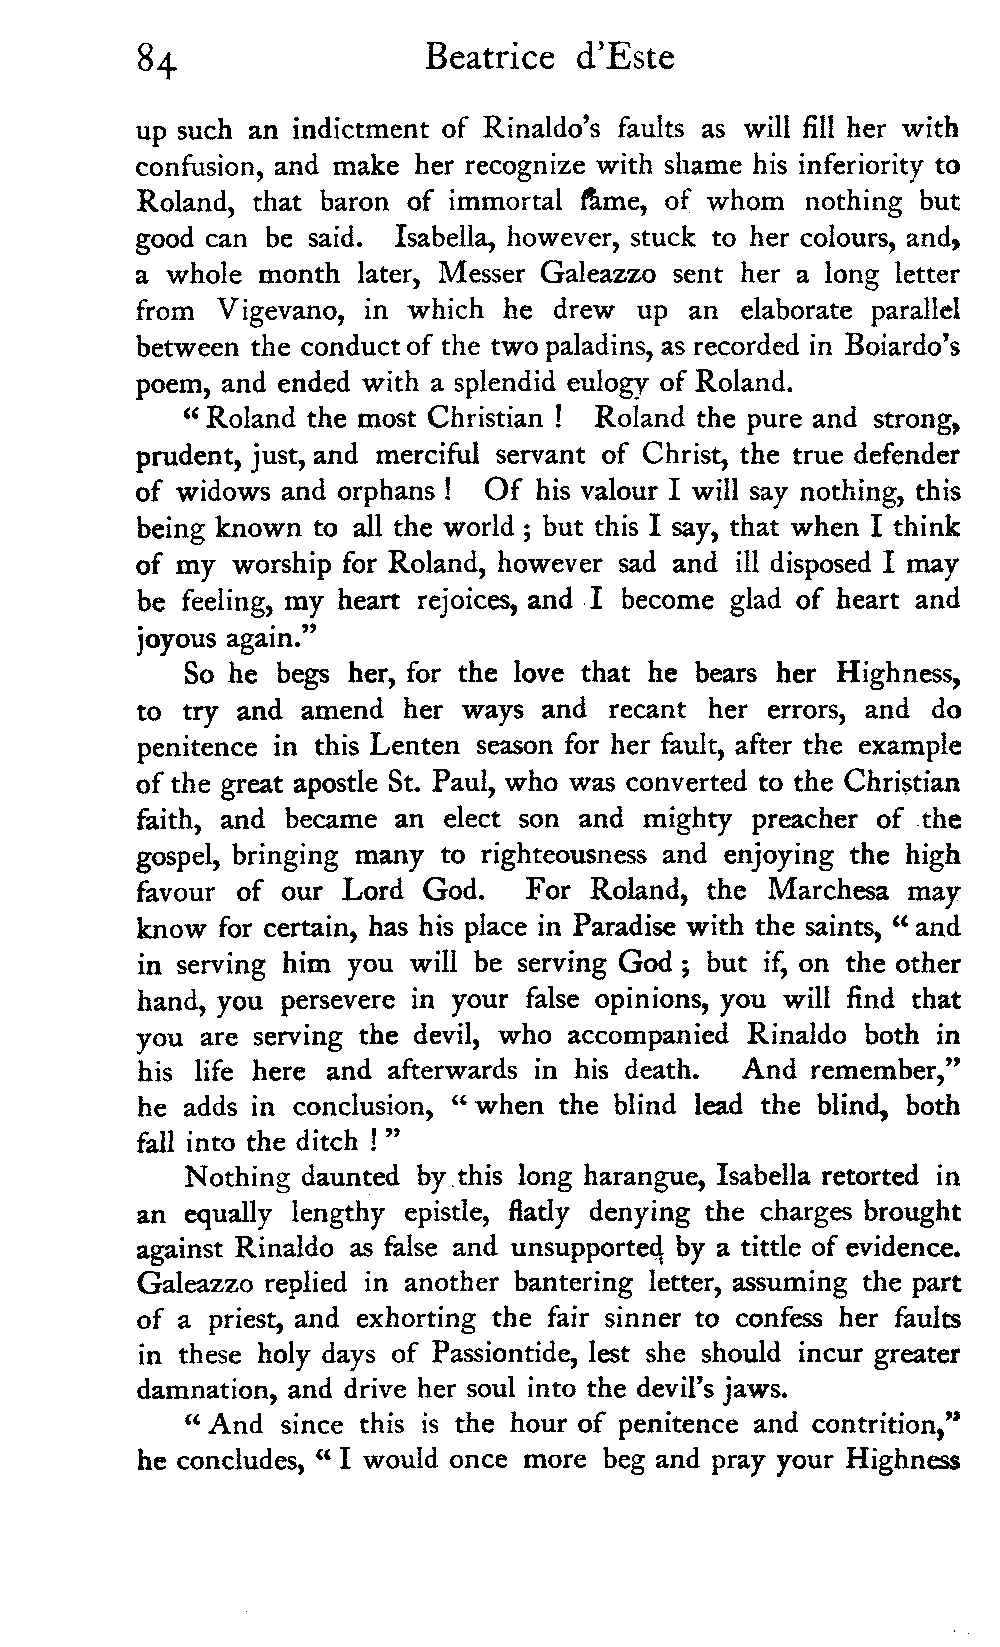 84 Beatrice d'Este
up such an indictment of Rinaldo's faults as will fill her with
confusion, and make her recognize with shame his inferiority to
Roland, that baron of immortal fame, of whom nothing but
good can be said. Isabella, however, stuck to her colours, and,
a whole month later, Messer Galeazzo sent her a long letter
from Vigevano, in which he drew up an elaborate parallel
between the conduct of the two paladins, as recorded in Boiardo's
poem, and ended with a splendid eulogy of Roland.
“ Roland the most Christian ! Roland the pure and strong,
prudent, just, and merciful servant of Christ, the true defender
of widows and orphans ! Of his valour I will say nothing, this
being known to all the world ; but this I say, that when I think
of my worship for Roland, however sad and ill disposed I may
be feeling, my heart rejoices, and I become glad of heart and
joyous again.”
So he begs her, for the love that he bears her Highness,
to try and amend her ways and recant her errors, and do
penitence in this Lenten season for her fault, after the example
of the great apostle St. Paul, who was converted to the Christian
faith, and became an elect son and mighty preacher of the
gospel, bringing many to righteousness and enjoying the high
favour of our Lord God. For Roland, the Marchesa may
know for certain, has his place in Paradise with the saints, “ and
in serving him you will be serving God ; but if, on the other
hand, you persevere in your false opinions, you will find that
you are serving the devil, who accompanied Rinaldo both in
his life here and afterwards in his death. And remember,”
he adds in conclusion, “ when the blind lead the blind, both
fall into the ditch ! ”
Nothing daunted by this long harangue, Isabella retorted in
an equally lengthy epistle, flatly denying the charges brought
against Rinaldo as false and unsupported by a tittle of evidence.
Galeazzo replied in another bantering letter, assuming the part
of a priest, and exhorting the fair sinner to confess her faults
in these holy days of Passiontide, lest she should incur greater
damnation, and drive her soul into the devil's jaws.
“ And since this is the hour of penitence and contrition,”
he concludes, “ I would once more beg and pray your Highness